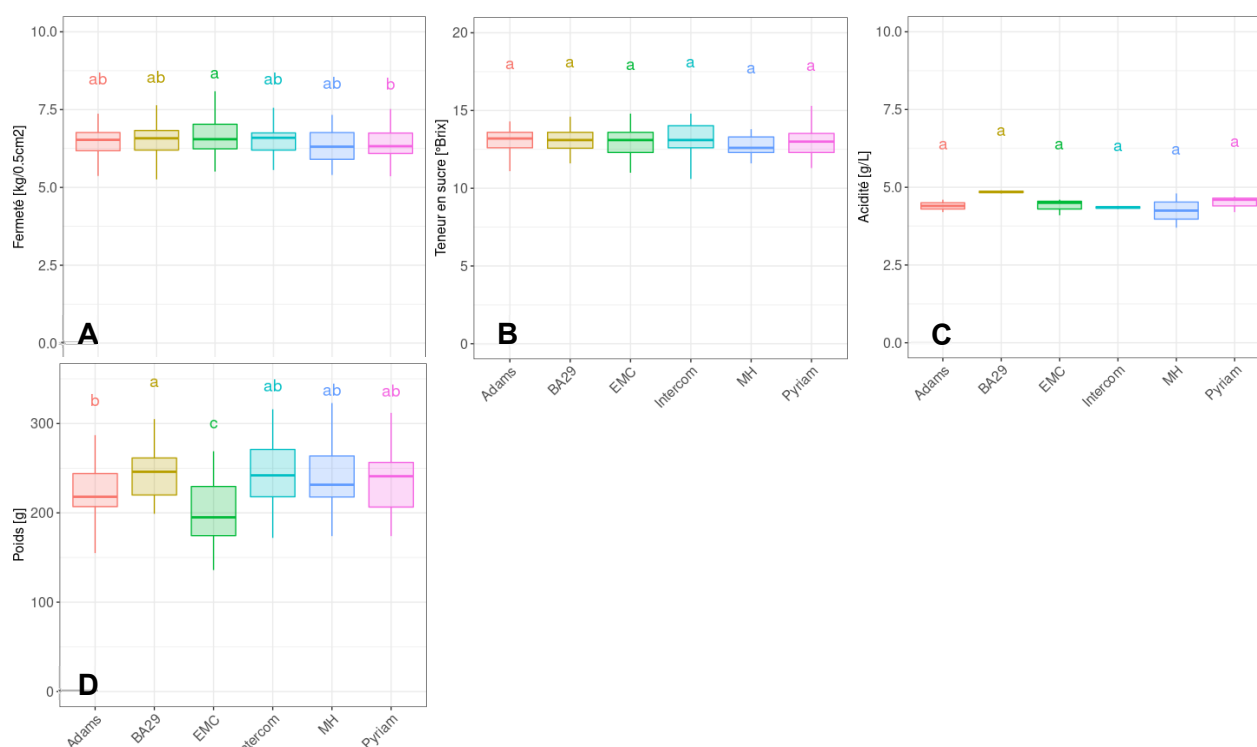 Fermeté [kg/0.5cm2]
10.0
7.5
5.0
2.5
0.0
ab
ab
a
ab
ab
b
A
Teneur en sucre [°Brix]
20
15
10
5
0
a
a
a
a
a
a
B
Adams
BA29
EMC
Intercom
MH
Pyriam
Acidité [g/L]
10.0
7.5
5.0
2.5
0.0
a
a
a
a
a
a
C
Adams
BA29
EMC
Intercom
MH
Pyriam
Poids [g]
300
200
100
0
b
a
c
ab
ab
ab
D
Adams
BA29
EMC
ntercom
MH
Pyriam